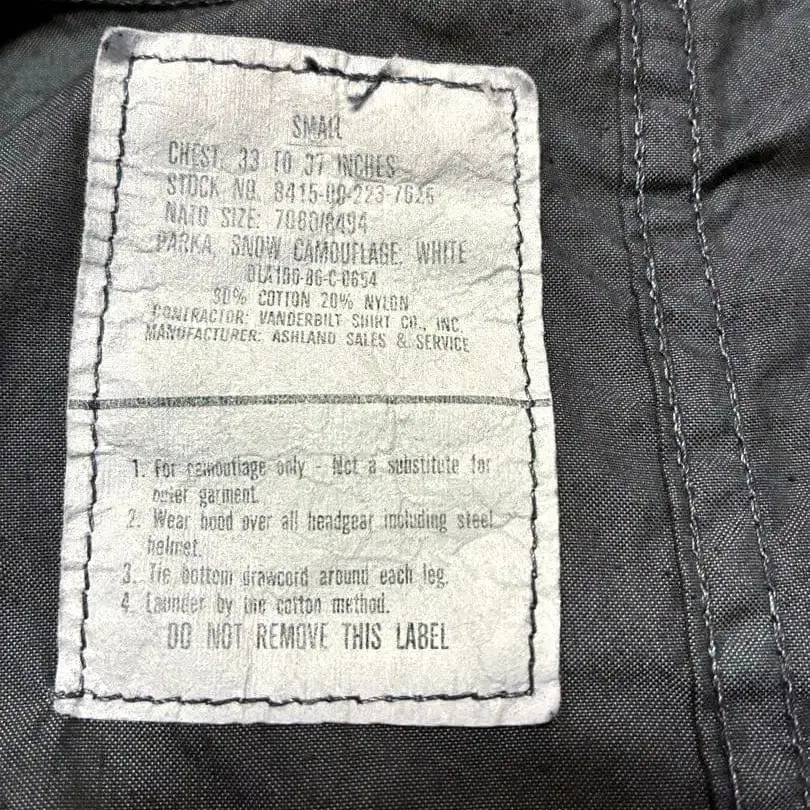 SMALL
CHEST: 33 TO 37 INCHES
STOCK NO. 8415-00-223-7626
NATO SIZE: 7080/8494
PARKA, SNOW CAMOUFLAGE, WHITE
DLA100-86-C-0654
COTTON 20% NYLON
CONTRACTOR: VANDERBILT SHIRT CO., INC.
MANUFACTURER: ASHLAND SALES & SERVICE
1. For camouflage only - Not a substitute for
outer garment.
2. Wear hood over all headgear including steel
helmet.
3. Tie bottom drawcord around each leg.
4. Launder by the cotton method.
DO NOT REMOVE THIS LABEL